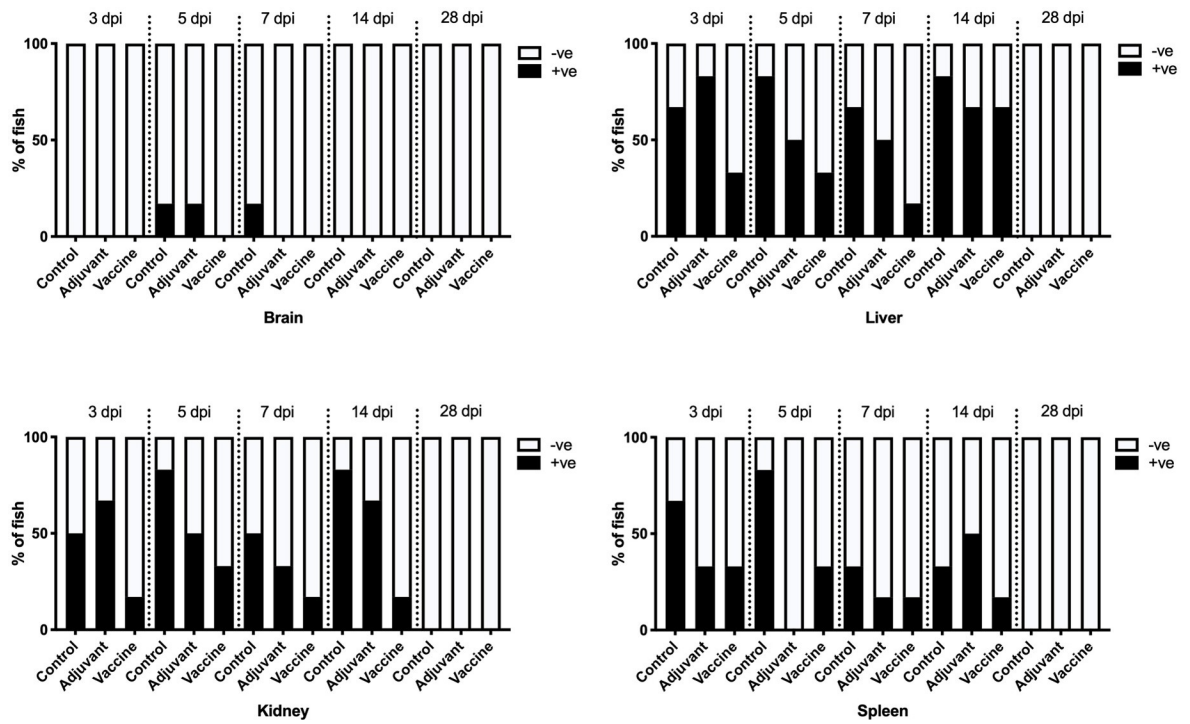 3 dpi 5 dpi 7 dpi 14 dpi 28 dpi
100
50
0
% of fish
-ve
+ve
Control Adjuvant Vaccine Control Adjuvant Vaccine Control Adjuvant Vaccine Control Adjuvant Vaccine Control Adjuvant Vaccine
Brain
3 dpi 5 dpi 7 dpi 14 dpi 28 dpi
100
50
0
% of fish
-ve
+ve
Control Adjuvant Vaccine Control Adjuvant Vaccine Control Adjuvant Vaccine Control Adjuvant Vaccine Control Adjuvant Vaccine
Liver
3 dpi 5 dpi 7 dpi 14 dpi 28 dpi
100
50
0
% of fish
-ve
+ve
Control Adjuvant Vaccine Control Adjuvant Vaccine Control Adjuvant Vaccine Control Adjuvant Vaccine Control Adjuvant Vaccine
Kidney
3 dpi 5 dpi 7 dpi 14 dpi 28 dpi
100
50
0
% of fish
-ve
+ve
Control Adjuvant Vaccine Control Adjuvant Vaccine Control Adjuvant Vaccine Control Adjuvant Vaccine Control Adjuvant Vaccine
Spleen